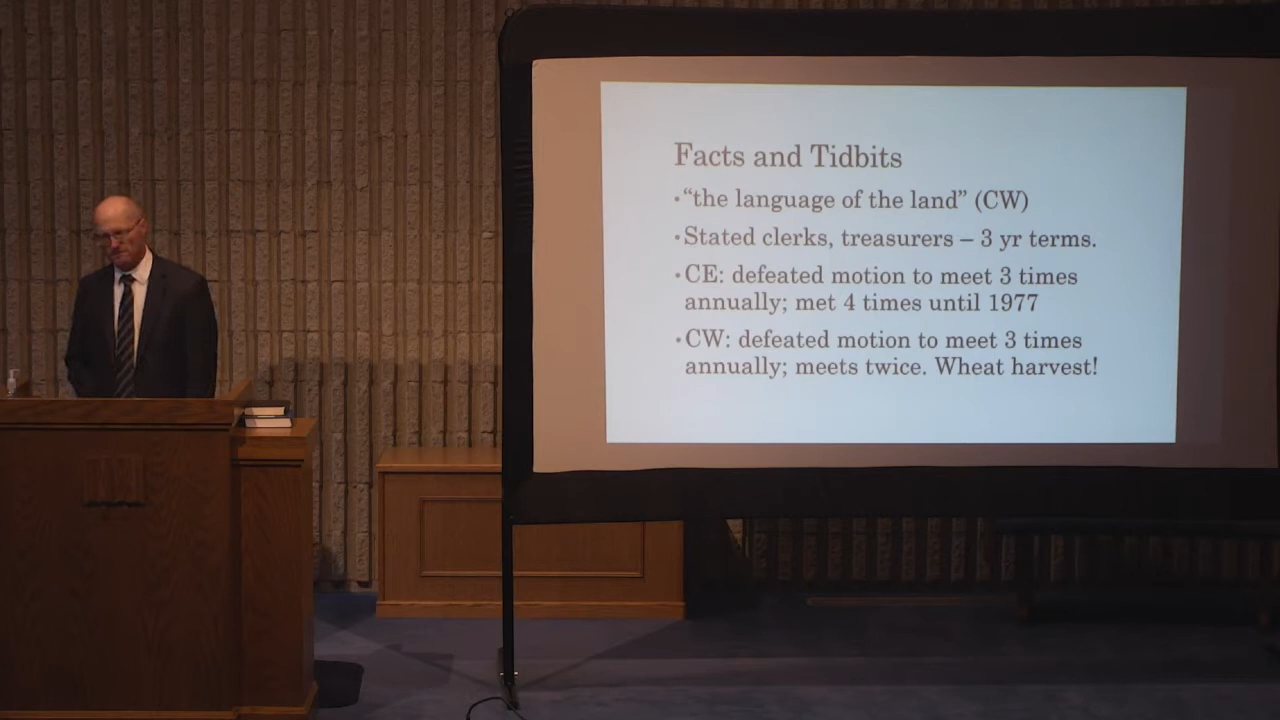 Facts and Tidbits
•“the language of the land” (CW)
•Stated clerks, treasurers – 3 yr terms.
•CE: defeated motion to meet 3 times
annually; met 4 times until 1977
•CW: defeated motion to meet 3 times
annually; meets twice. Wheat harvest!